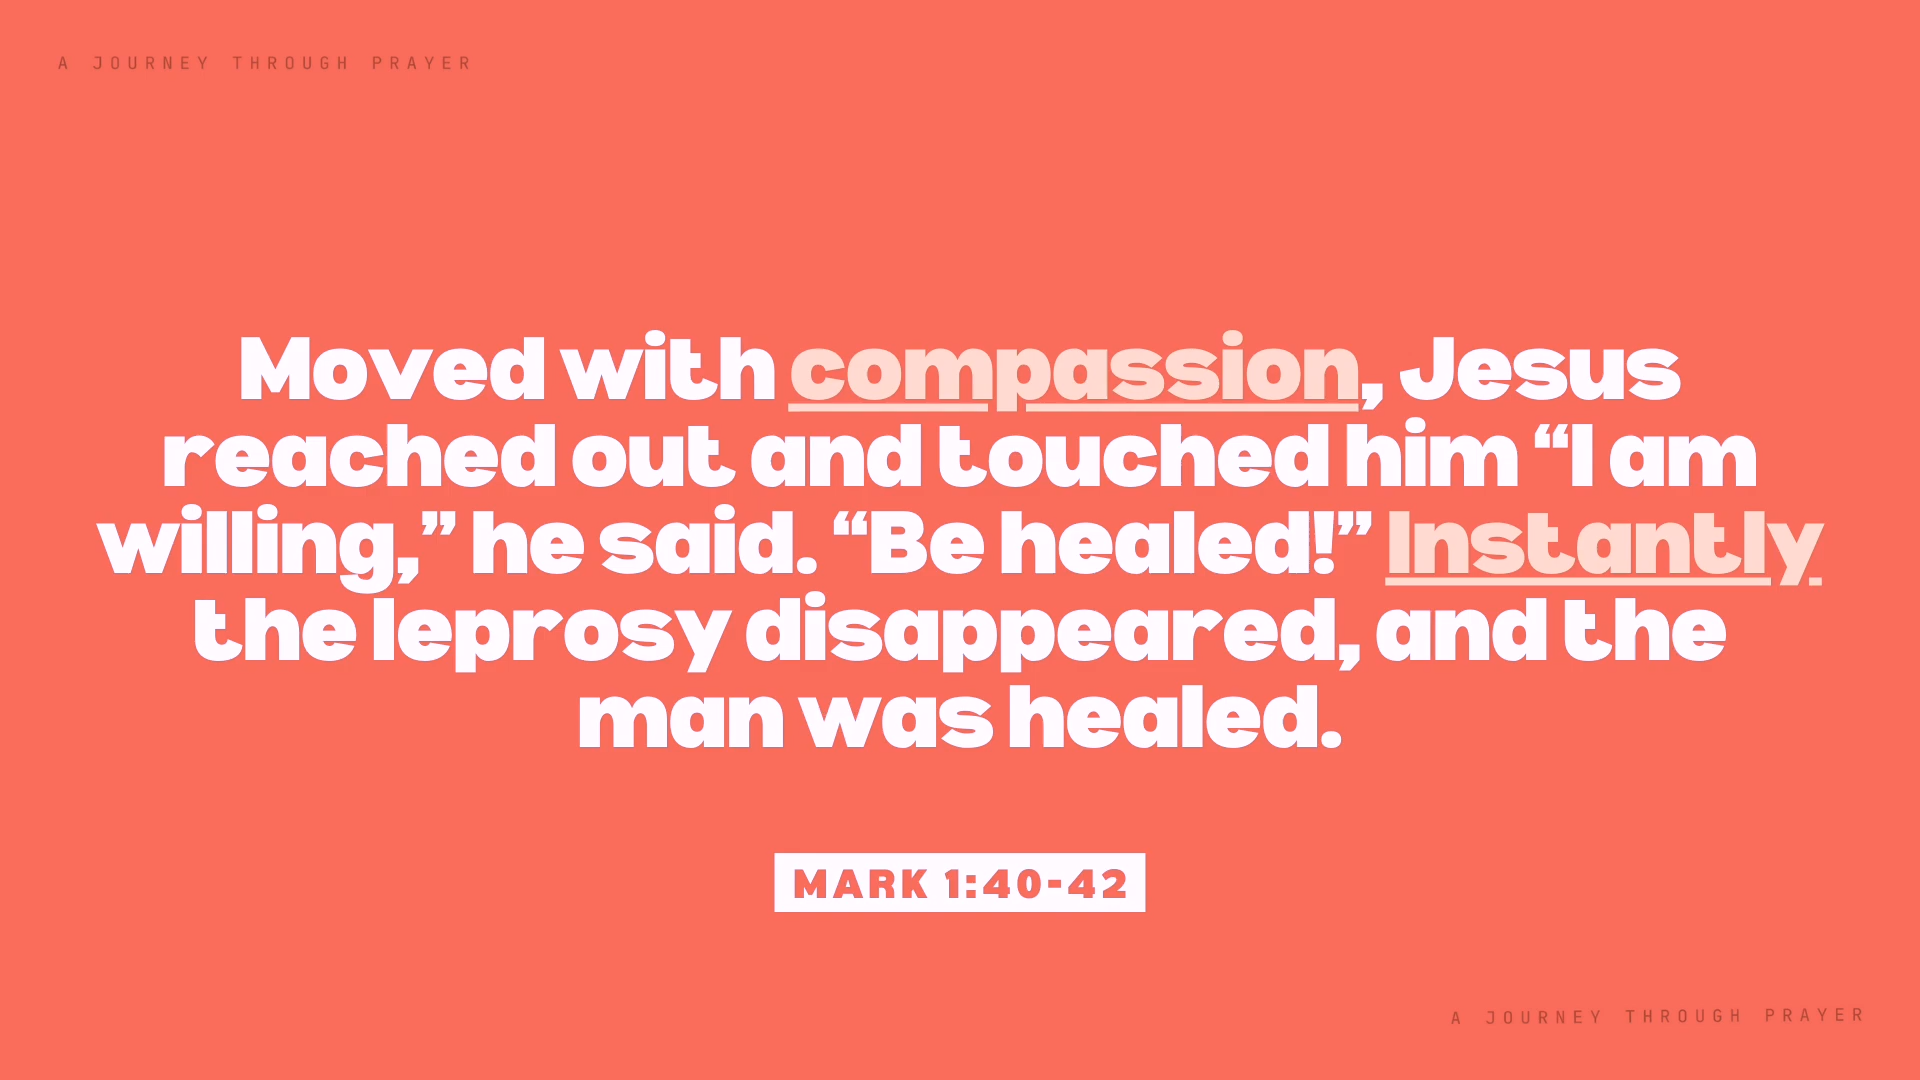 A JOURNEY THROUGH PRAYER
Moved with compassion, Jesus
reached out and touched him “I am
willing,” he said. “Be healed!” Instantly
the leprosy disappeared, and the
man was healed.
MARK 1:40-42
A JOURNEY THROUGH PRAYER